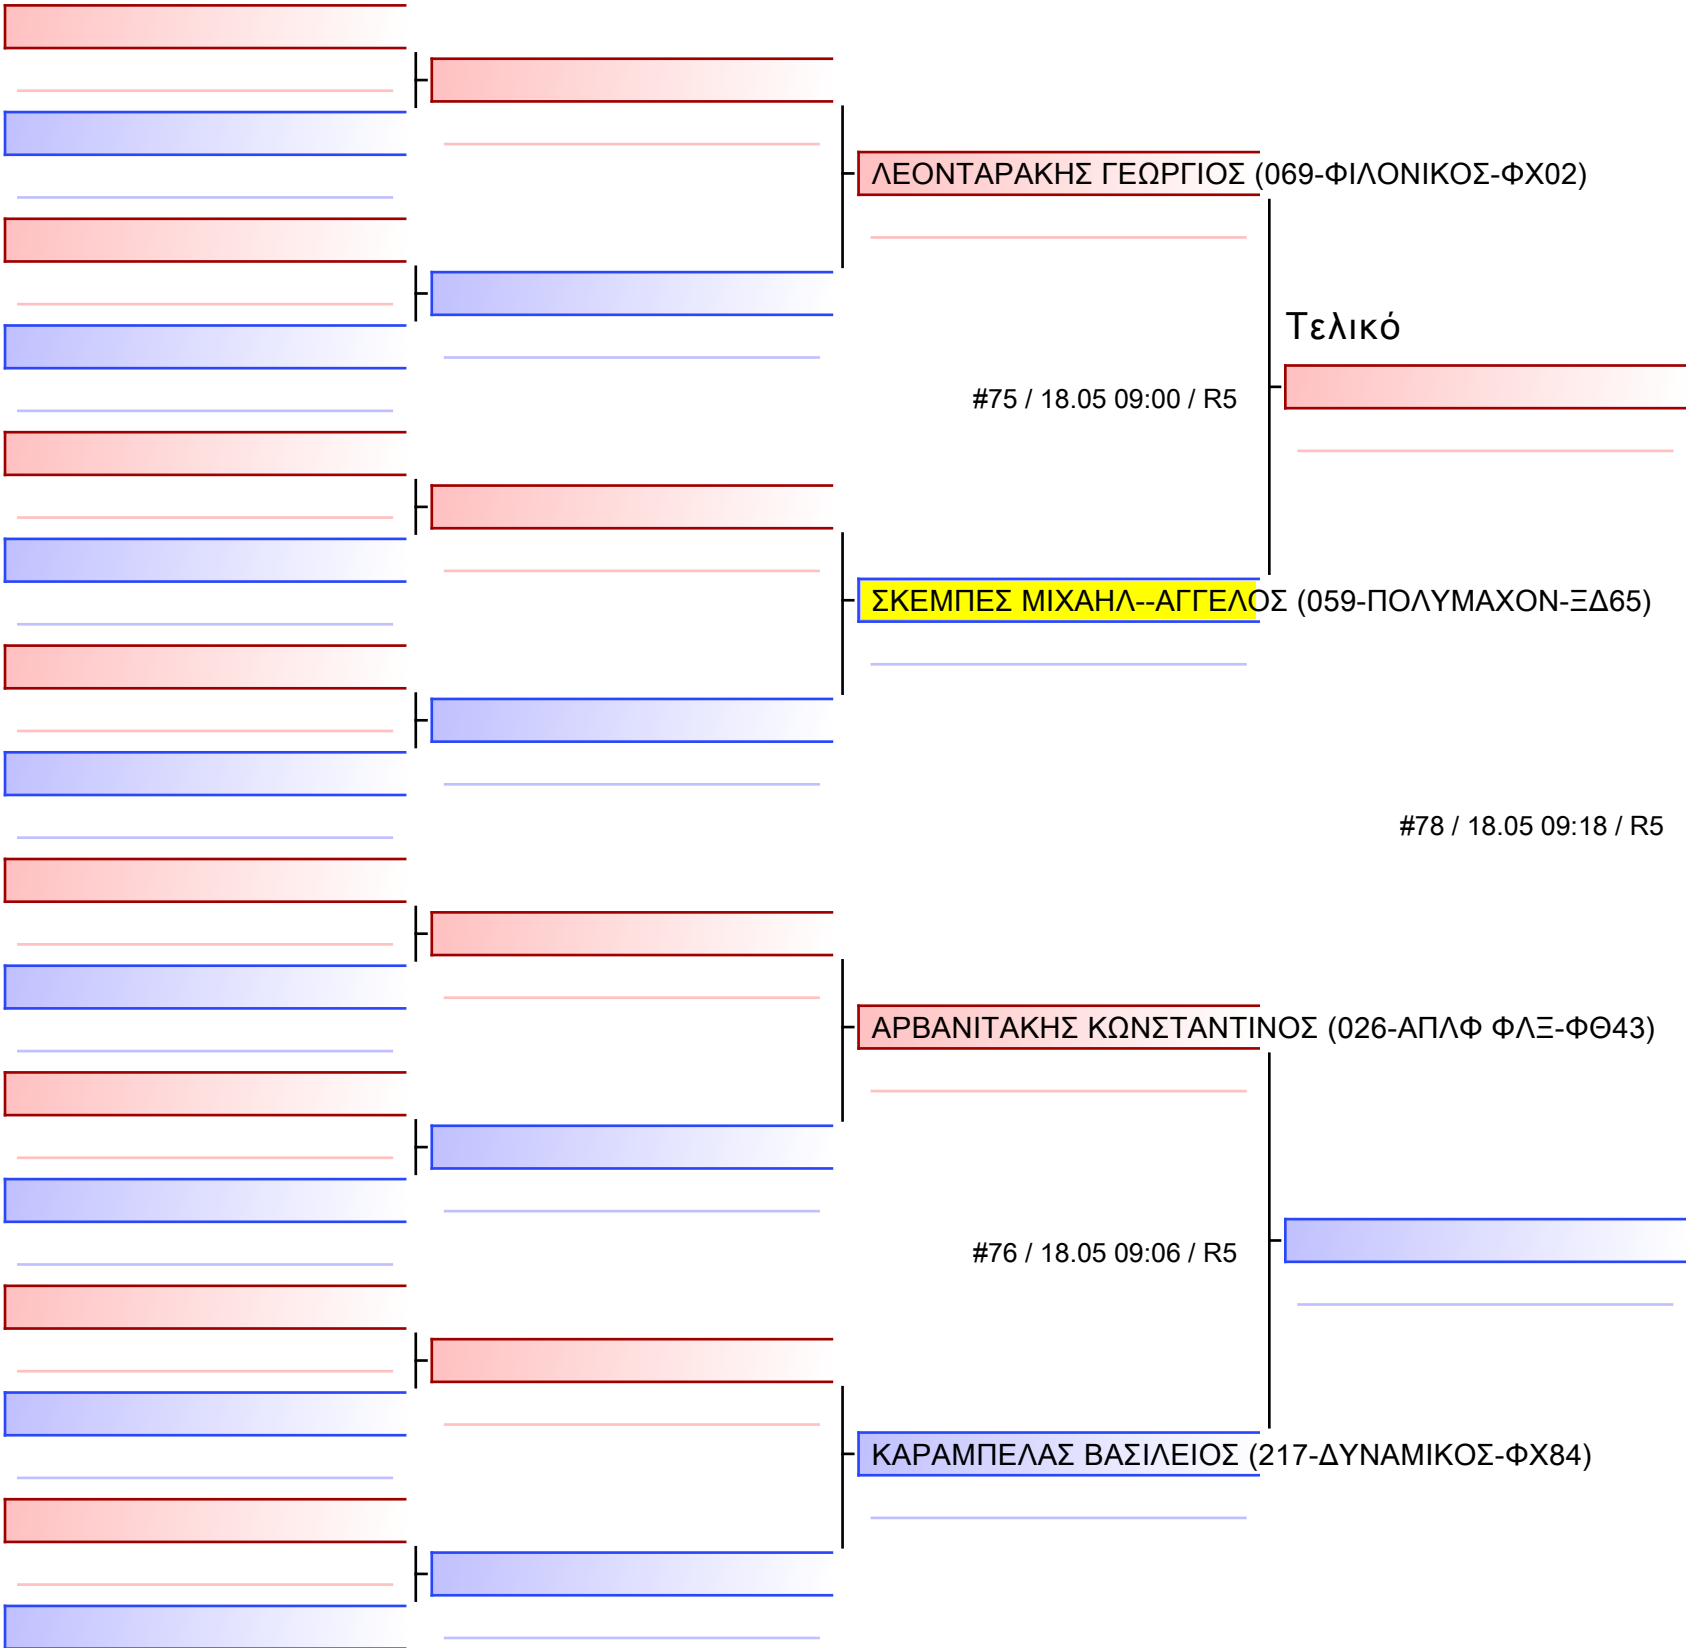 ΛΕΟΝΤΑΡΑΚΗΣ ΓΕΩΡΓΙΟΣ (069-ΦΙΛΟΝΙΚΟΣ-ΦΧ02)
Τελικό
#75 / 18.05 09:00 / R5
ΣΚΕΜΠΕΣ ΜΙΧΑΗΛ--ΑΓΓΕΛΟΣ (059-ΠΟΛΥΜΑΧΟΝ-ΞΔ65)
#78 / 18.05 09:18 / R5
ΑΡΒΑΝΙΤΑΚΗΣ ΚΩΝΣΤΑΝΤΙΝΟΣ (026-ΑΠΛΦ ΦΛΞ-ΦΘ43)
#76 / 18.05 09:06 / R5
ΚΑΡΑΜΠΕΛΑΣ ΒΑΣΙΛΕΙΟΣ (217-ΔΥΝΑΜΙΚΟΣ-ΦΧ84)